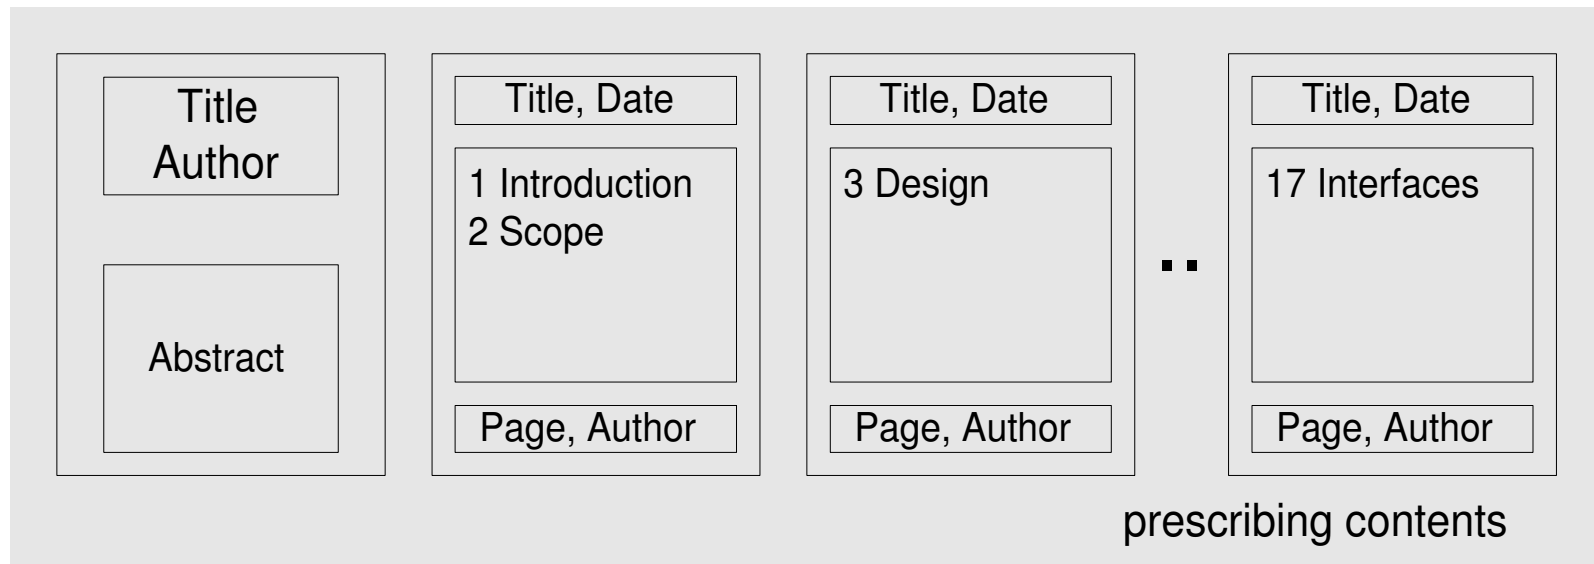 Title
Author
Abstract
Title, Date
1 Introduction
2 Scope
Page, Author
Title, Date
3 Design
Page, Author
..
Title, Date
17 Interfaces
Page, Author
prescribing contents